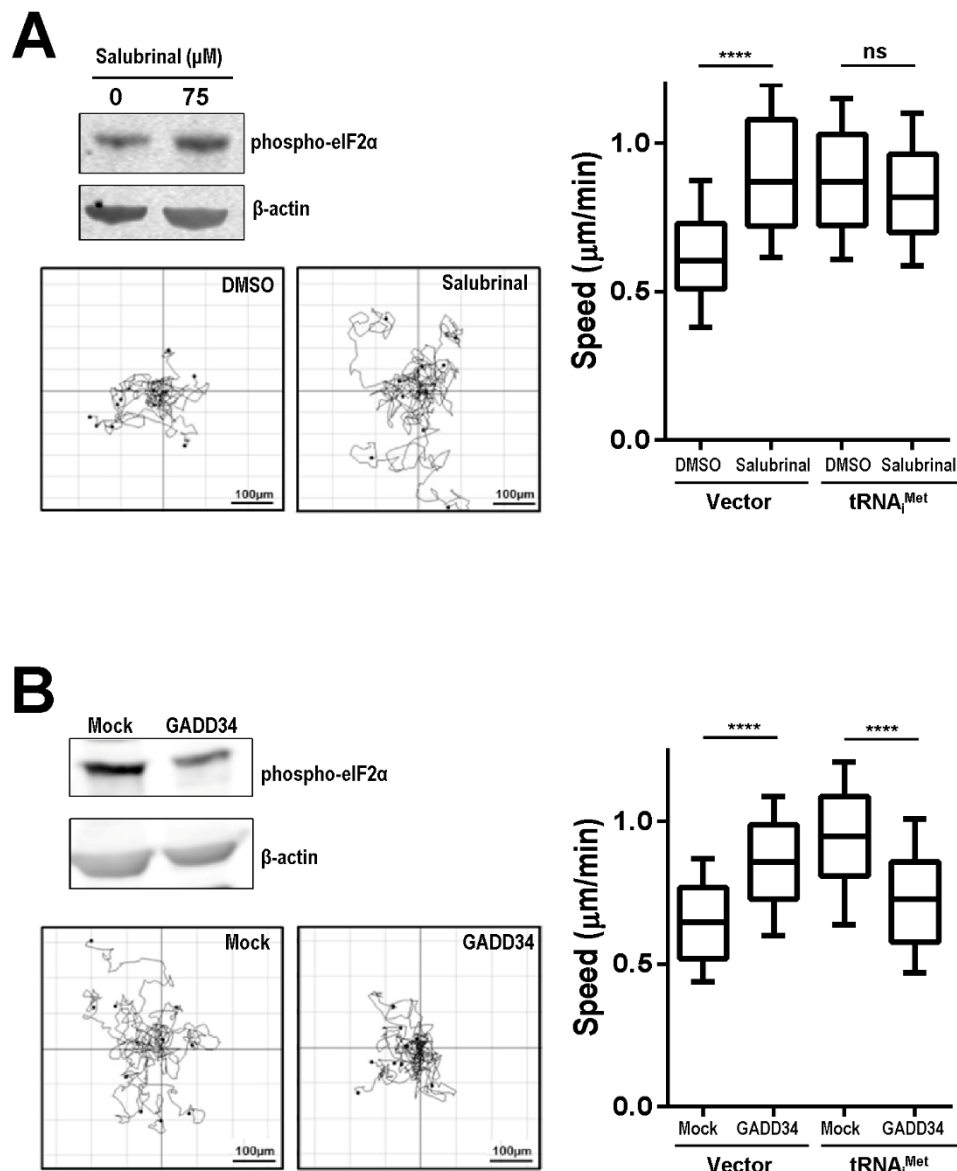 A
Salubrinal (µM)
0 75
phospho-eIF2α
β-actin
DMSO
100µm
Salubrinal
100µm
**** ns
Speed (µm/min)
1.0
0.5
0.0
DMSO Salubrinal DMSO Salubrinal
Vector tRNAiMet
B
Mock GADD34
phospho-eIF2α
β-actin
Mock
100µm
GADD34
100µm
**** ****
Speed (µm/min)
1.0
0.5
0.0
Mock GADD34 Mock GADD34
Vector tRNAiMet